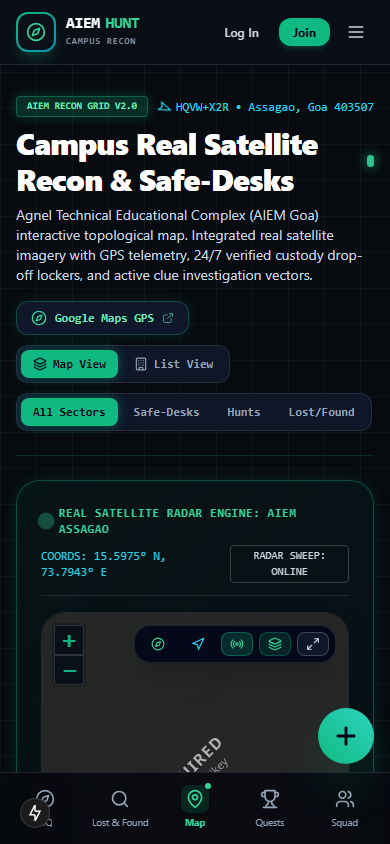 AIEM HUNT
CAMPUS RECON
Log In
Join
AIEM RECON GRID V2.0
HQVW+X2R • Assagao, Goa 403507
Campus Real Satellite
Recon & Safe-Desks
Agnel Technical Educational Complex (AIEM Goa)
interactive topological map. Integrated real satellite
imagery with GPS telemetry, 24/7 verified custody drop-
off lockers, and active clue investigation vectors.
Google Maps GPS
Map View
List View
All Sectors
Safe-Desks
Hunts
Lost/Found
REAL SATELLITE RADAR ENGINE: AIEM
ASSAGAO
COORDS: 15.5975° N,
73.7943° E
RADAR SWEEP:
ONLINE
+
−
Lost & Found
Map
Quests
Squad